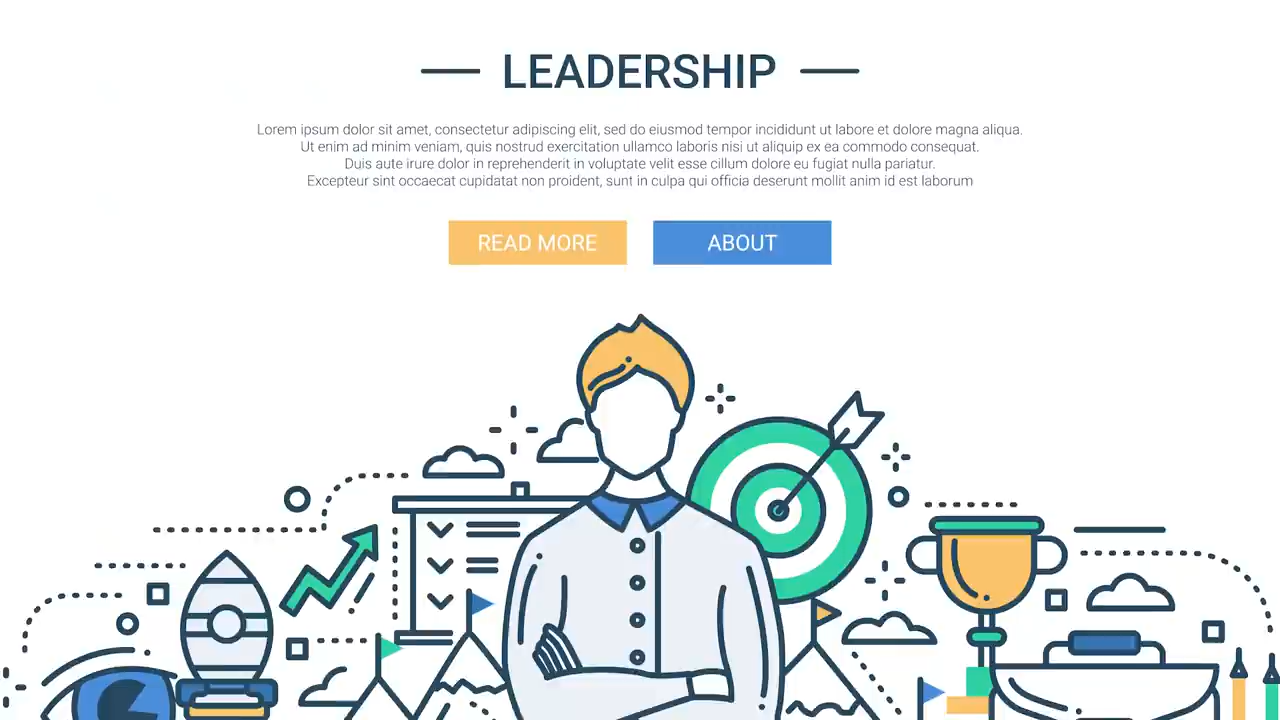 LEADERSHIP
Lorem ipsum dolor sit amet, consectetur adipiscing elit, sed do eiusmod tempor incididunt ut labore et dolore magna aliqua.
Ut enim ad minim veniam, quis nostrud exercitation ullamco laboris nisi ut aliquip ex ea commodo consequat.
Duis aute irure dolor in reprehenderit in voluptate velit esse cillum dolore eu fugiat nulla pariatur.
Excepteur sint occaecat cupidatat non proident, sunt in culpa qui officia deserunt mollit anim id est laborum
READ MORE
ABOUT